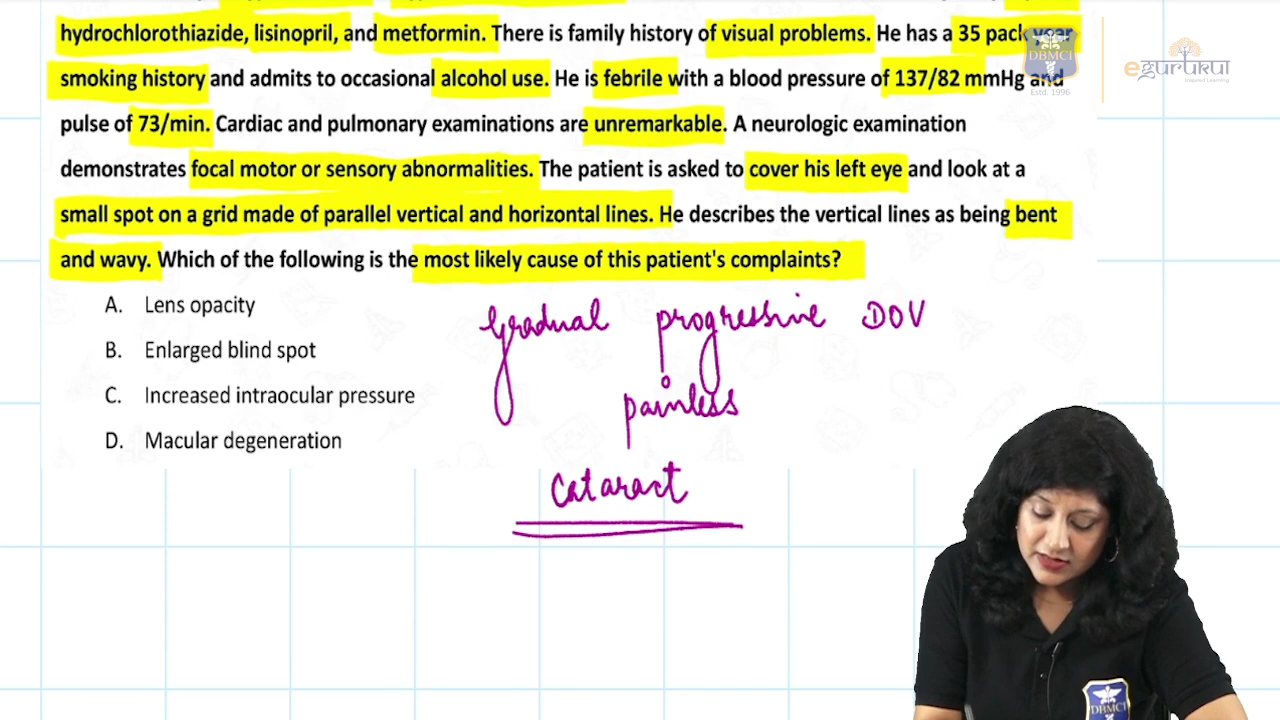 hydrochlorothiazide, lisinopril, and metformin. There is family history of visual problems. He has a 35 pack year
smoking history and admits to occasional alcohol use. He is febrile with a blood pressure of 137/82 mmHg and
pulse of 73/min. Cardiac and pulmonary examinations are unremarkable. A neurologic examination
demonstrates focal motor or sensory abnormalities. The patient is asked to cover his left eye and look at a
small spot on a grid made of parallel vertical and horizontal lines. He describes the vertical lines as being bent
and wavy. Which of the following is the most likely cause of this patient's complaints?
A. Lens opacity
B. Enlarged blind spot
C. Increased intraocular pressure
D. Macular degeneration
Gradual progressive DOV
painless
Cataract
DBMCI
Estd. 1996
egurukul
Inspired Learning
DBMCI